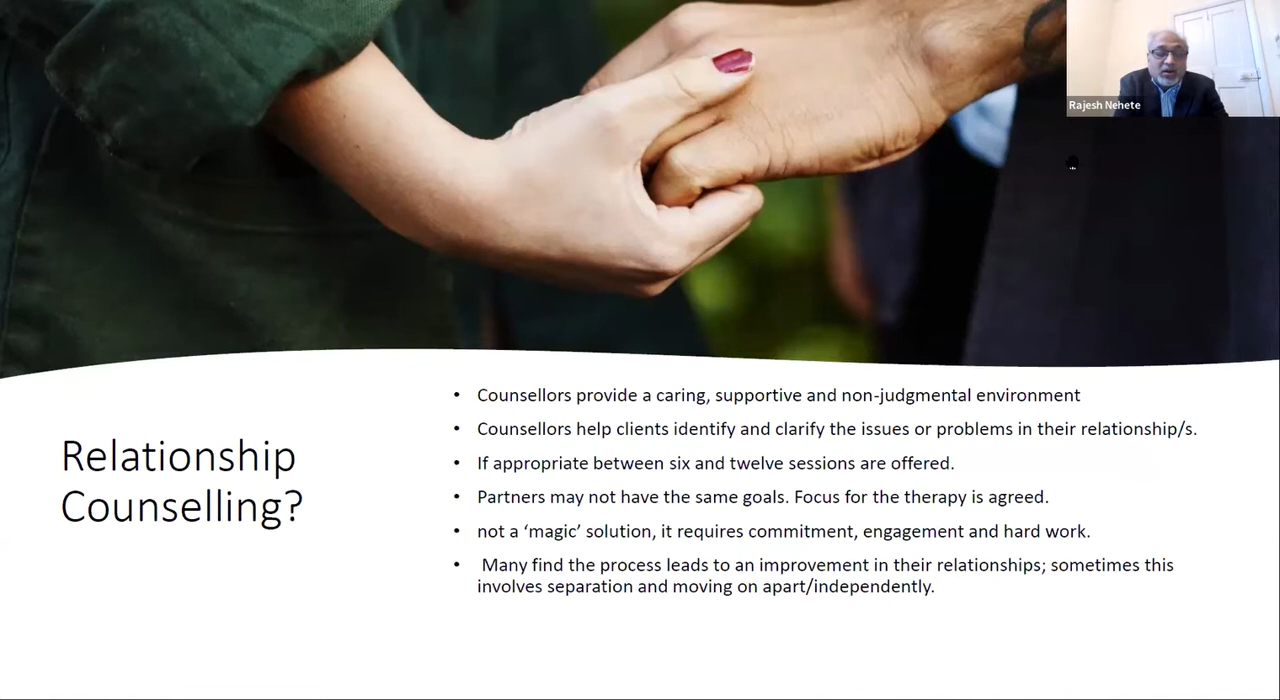 Rajesh Nehete
Relationship
Counselling?
• Counsellors provide a caring, supportive and non-judgmental environment
• Counsellors help clients identify and clarify the issues or problems in their relationship/s.
• If appropriate between six and twelve sessions are offered.
• Partners may not have the same goals. Focus for the therapy is agreed.
• not a ‘magic’ solution, it requires commitment, engagement and hard work.
• Many find the process leads to an improvement in their relationships; sometimes this
involves separation and moving on apart/independently.